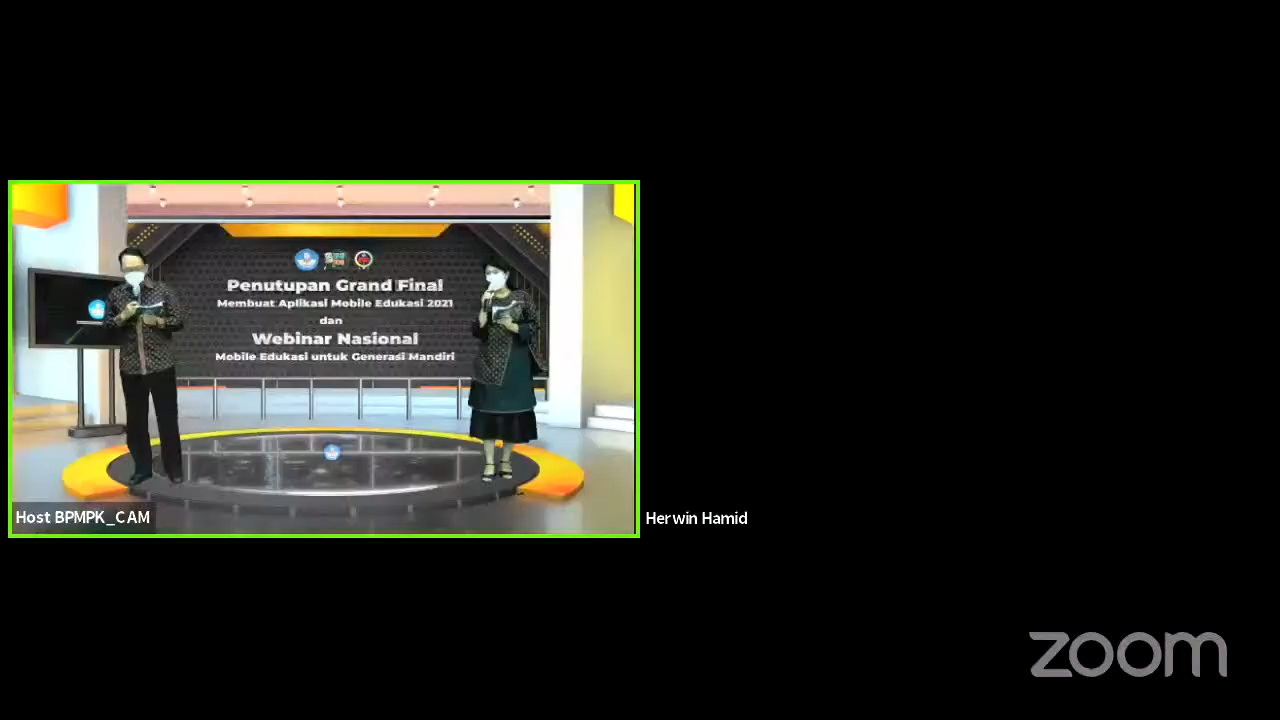 Penutupan Grand Final
Membuat Aplikasi Mobile Edukasi 2021
dan
Webinar Nasional
Mobile Edukasi untuk Generasi Mandiri
Host BPMPK_CAM
Herwin Hamid
zoom